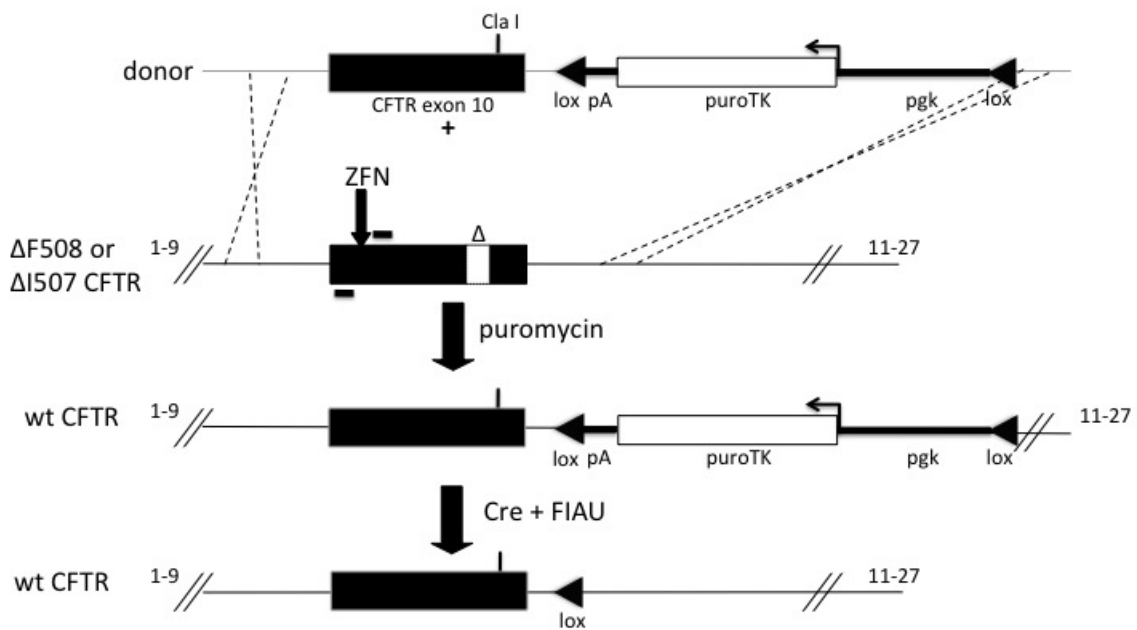 Cla I
donor
CFTR exon 10
lox pA
puroTK
pgk
lox
+
ZFN
Δ
ΔF508 or
ΔI507 CFTR
1-9
11-27
puromycin
wt CFTR
1-9
11-27
lox pA
puroTK
pgk
lox
Cre + FIAU
wt CFTR
1-9
11-27
lox